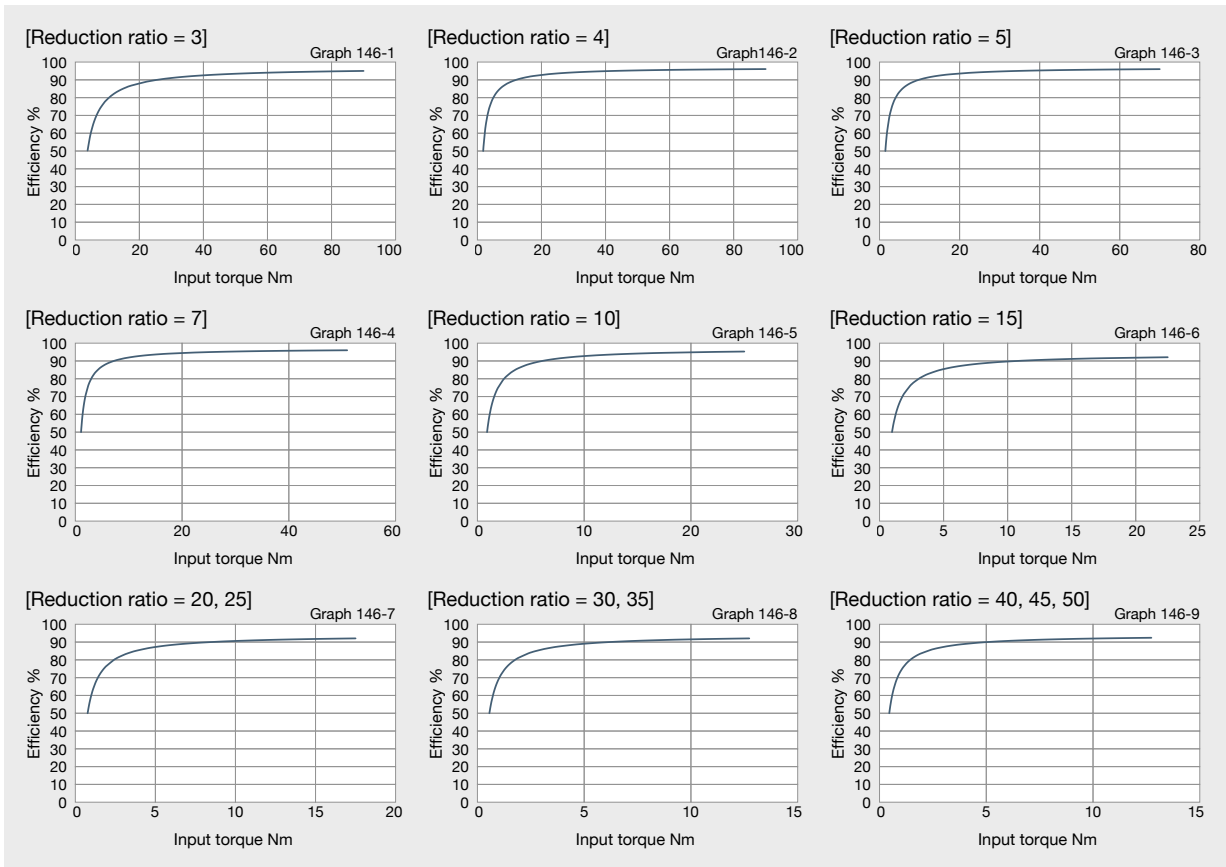 [Reduction ratio = 3]
Graph 146-1
100
90
80
70
60
50
40
30
20
10
0
Efficiency %
0 20 40 60 80 100
Input torque Nm
[Reduction ratio = 4]
Graph146-2
100
90
80
70
60
50
40
30
20
10
0
Efficiency %
0 20 40 60 80 100
Input torque Nm
[Reduction ratio = 5]
Graph 146-3
100
90
80
70
60
50
40
30
20
10
0
Efficiency %
0 20 40 60 80
Input torque Nm
[Reduction ratio = 7]
Graph 146-4
100
90
80
70
60
50
40
30
20
10
0
Efficiency %
0 20 40 60
Input torque Nm
[Reduction ratio = 10]
Graph 146-5
100
90
80
70
60
50
40
30
20
10
0
Efficiency %
0 10 20 30
Input torque Nm
[Reduction ratio = 15]
Graph 146-6
100
90
80
70
60
50
40
30
20
10
0
Efficiency %
0 5 10 15 20 25
Input torque Nm
[Reduction ratio = 20, 25]
Graph 146-7
100
90
80
70
60
50
40
30
20
10
0
Efficiency %
0 5 10 15 20
Input torque Nm
[Reduction ratio = 30, 35]
Graph 146-8
100
90
80
70
60
50
40
30
20
10
0
Efficiency %
0 5 10 15
Input torque Nm
[Reduction ratio = 40, 45, 50]
Graph 146-9
100
90
80
70
60
50
40
30
20
10
0
Efficiency %
0 5 10 15
Input torque Nm